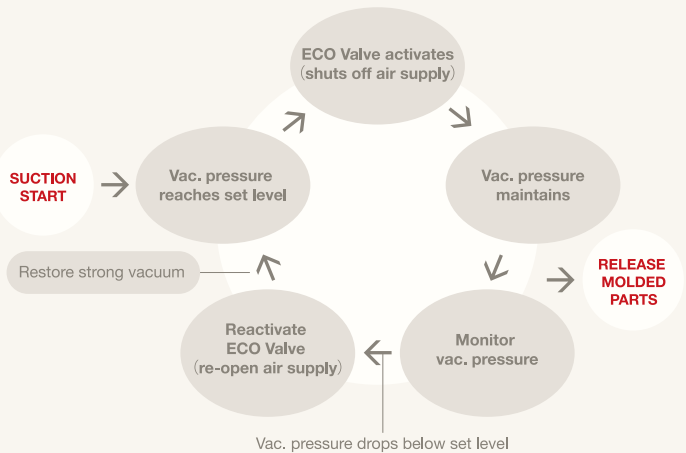 ECO Valve activates
(shuts off air supply)
SUCTION
START
Vac. pressure
reaches set level
Vac. pressure
maintains
Restore strong vacuum
RELEASE
MOLDED
PARTS
Reactivate
ECO Valve
(re-open air supply)
Monitor
vac. pressure
Vac. pressure drops below set level